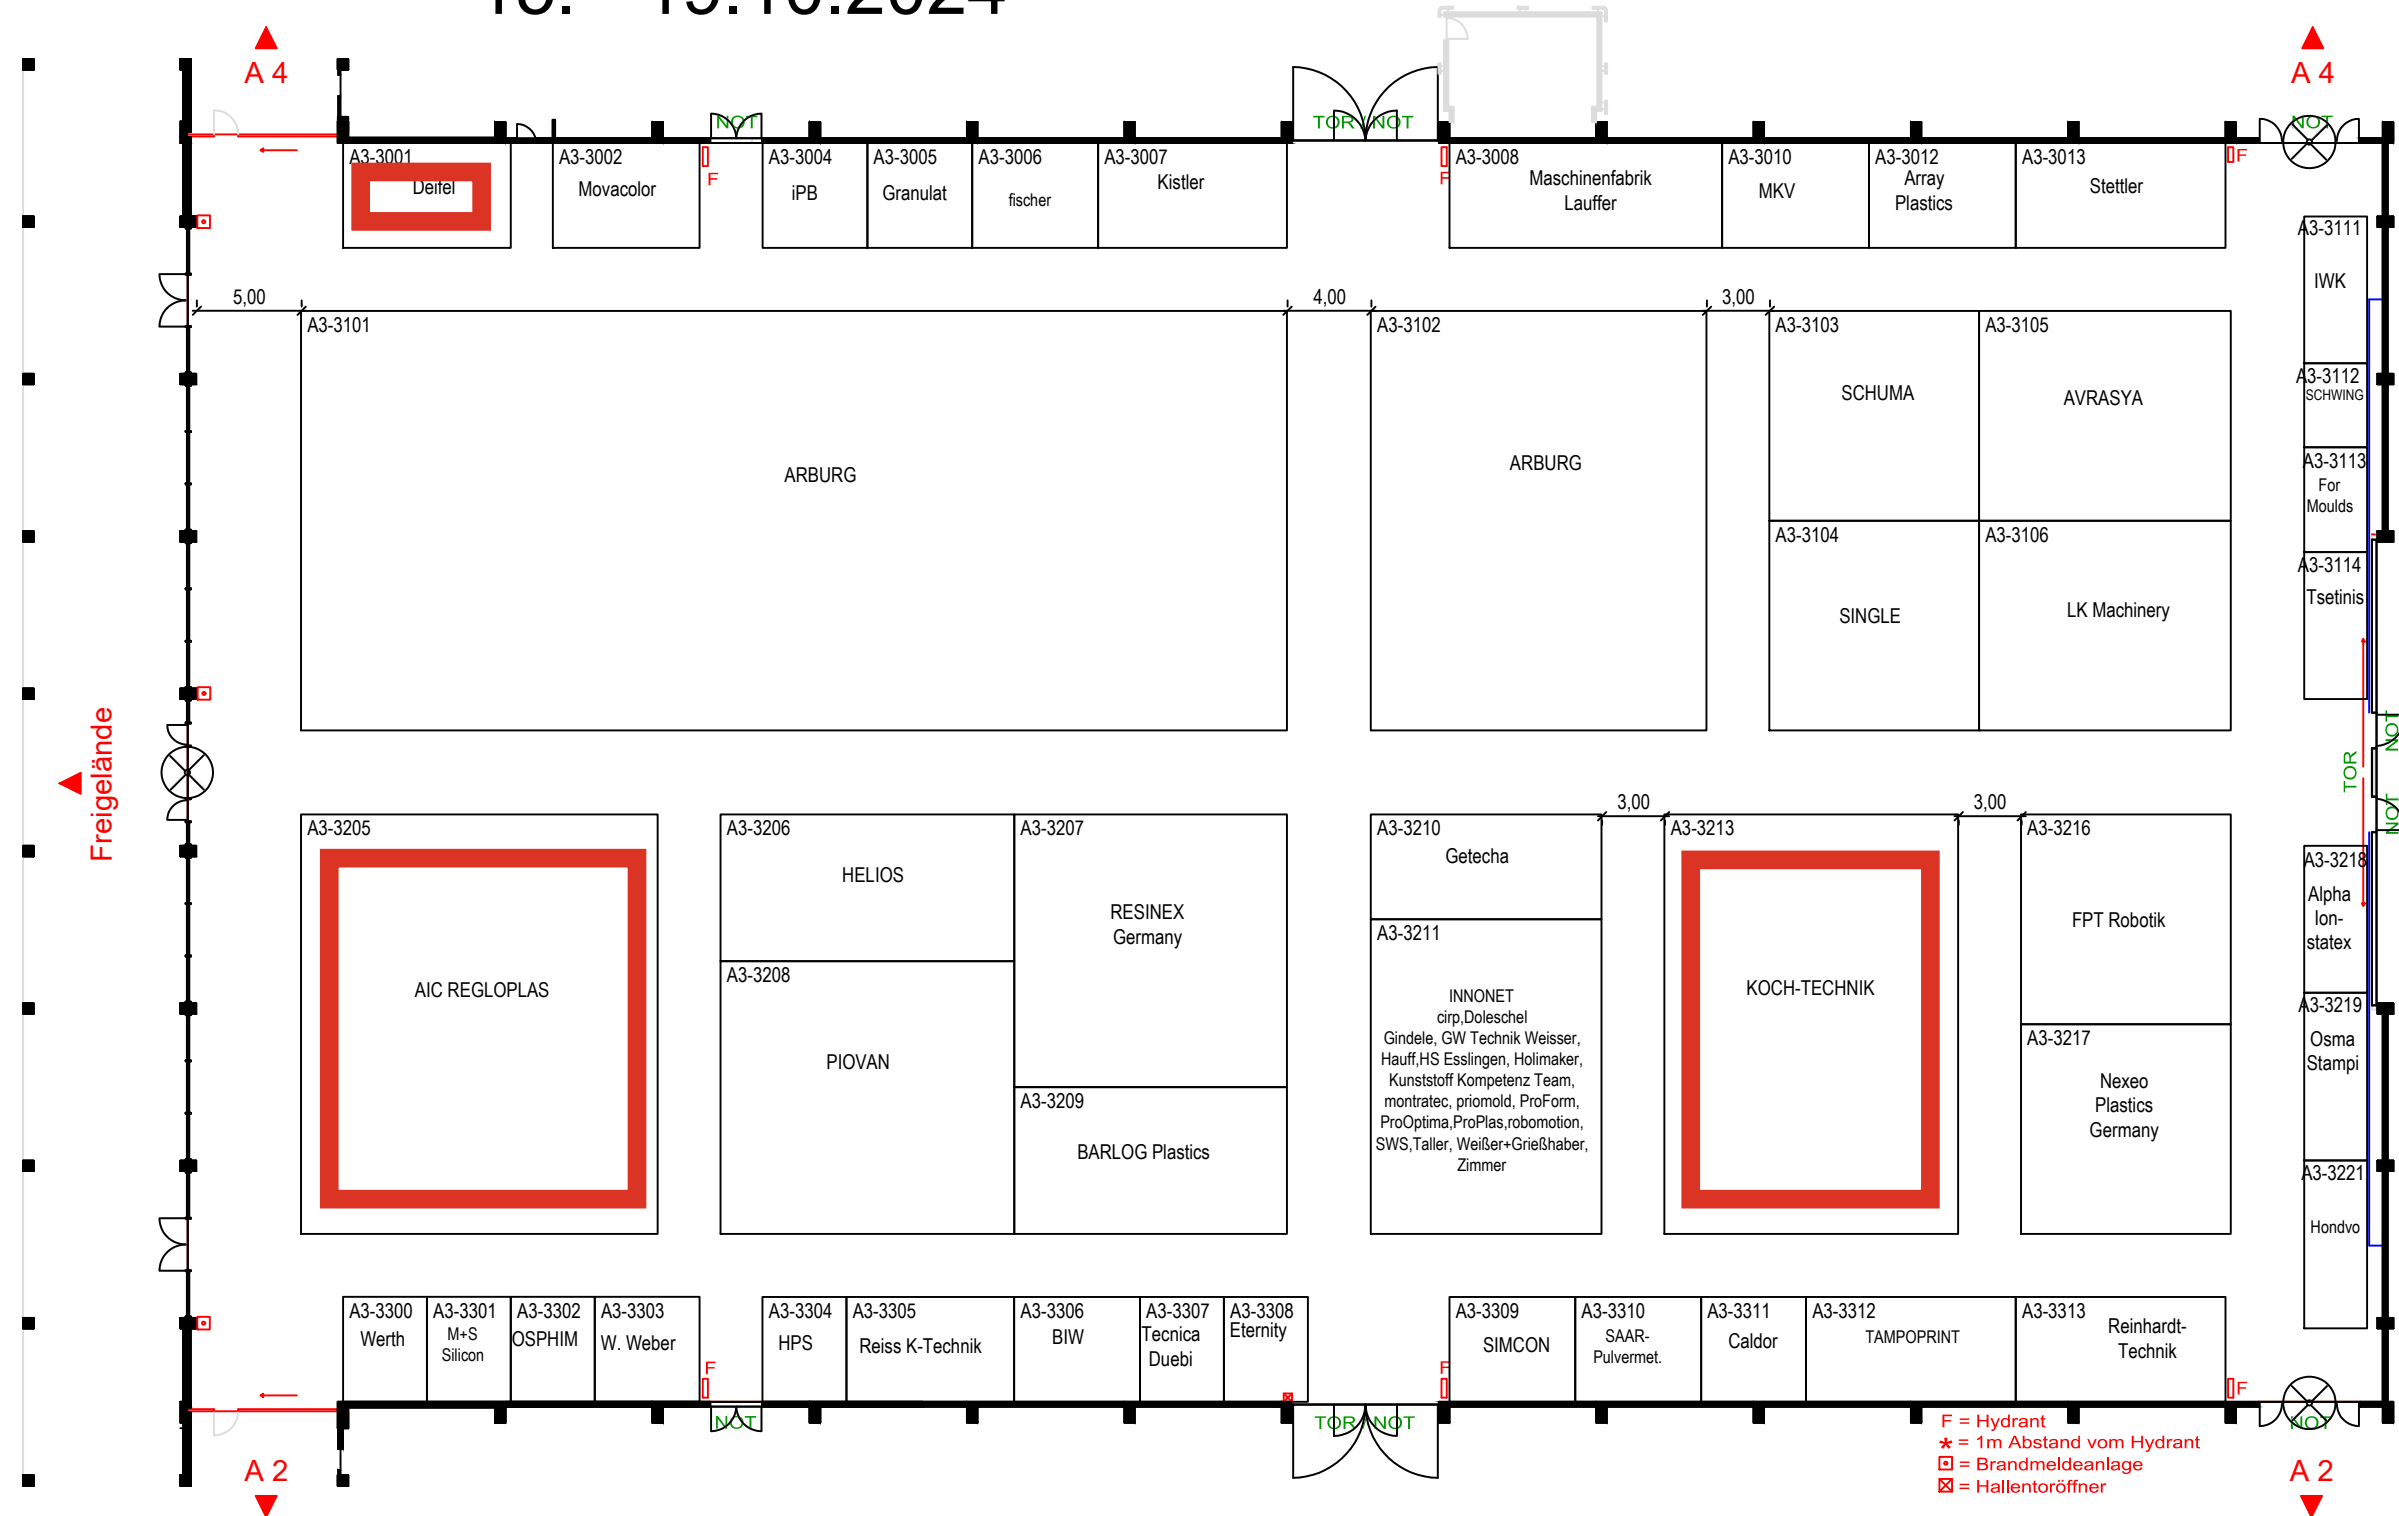 A 4
A 4
NOT
TOR / NOT
NOT
A3-3001
Deifel
A3-3002
Movacolor
F
A3-3004
iPB
A3-3005
Granulat
A3-3006
fischer
A3-3007
Kistler
F
A3-3008
Maschinenfabrik
Lauffer
A3-3010
MKV
A3-3012
Array
Plastics
A3-3013
Stettler
F
A3-3111
IWK
5,00
4,00
3,00
A3-3101
ARBURG
A3-3102
ARBURG
A3-3103
SCHUMA
A3-3105
AVRASYA
A3-3112
SCHWING
A3-3113
For
Moulds
A3-3104
SINGLE
A3-3106
LK Machinery
A3-3114
Tsetinis
Freigelände
NOT
TOR
NOT
3,00
3,00
A3-3205
AIC REGLOPLAS
A3-3206
HELIOS
A3-3207
RESINEX
Germany
A3-3208
PIOVAN
A3-3209
BARLOG Plastics
A3-3210
Getecha
A3-3211
INNONET
cirp,Doleschel
Gindele, GW Technik Weisser,
Hauff,HS Esslingen, Holimaker,
Kunststoff Kompetenz Team,
montratec, priomold, ProForm,
ProOptima,ProPlas,robomotion,
SWS,Taller, Weißer+Grießhaber,
Zimmer
A3-3213
KOCH-TECHNIK
A3-3216
FPT Robotik
A3-3217
Nexeo
Plastics
Germany
A3-3218
Alpha
Ion-
statex
A3-3219
Osma
Stampi
A3-3221
Hondvo
A3-3300
Werth
A3-3301
M+S
Silicon
A3-3302
OSPHIM
A3-3303
W. Weber
F
A3-3304
HPS
A3-3305
Reiss K-Technik
A3-3306
BIW
A3-3307
Tecnica
Duebi
A3-3308
Eternity
F
A3-3309
SIMCON
A3-3310
SAAR-
Pulvermet.
A3-3311
Caldor
A3-3312
TAMPOPRINT
A3-3313
Reinhardt-
Technik
F
NOT
TOR / NOT
NOT
F = Hydrant
* = 1m Abstand vom Hydrant
= Brandmeldeanlage
= Hallentoröffner
A 2
A 2